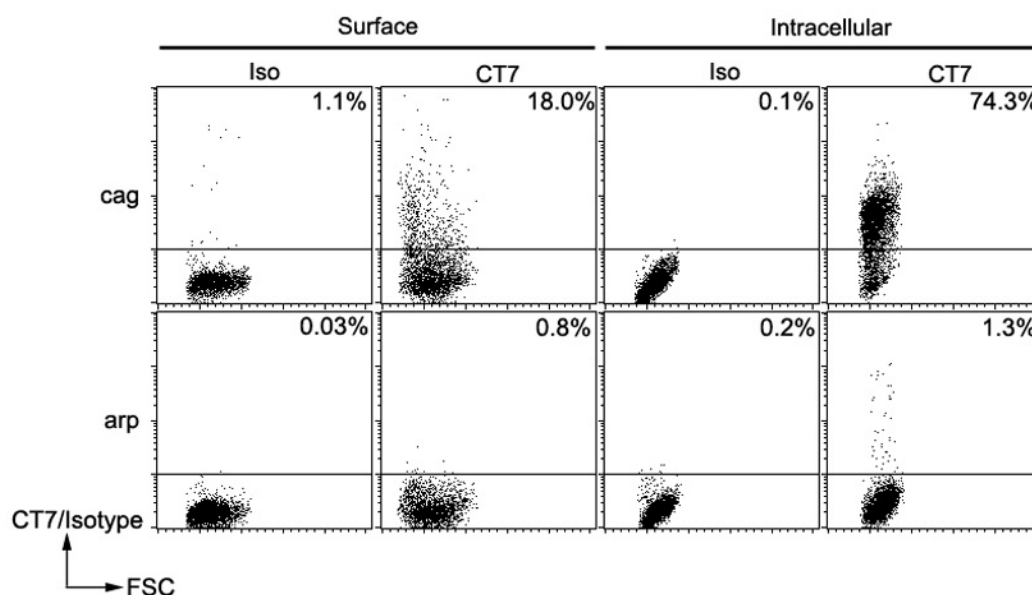 Surface Intracellular
Iso CT7 Iso CT7
1.1% 18.0% 0.1% 74.3%
cag
0.03% 0.8% 0.2% 1.3%
arp
CT7/Isotype
FSC